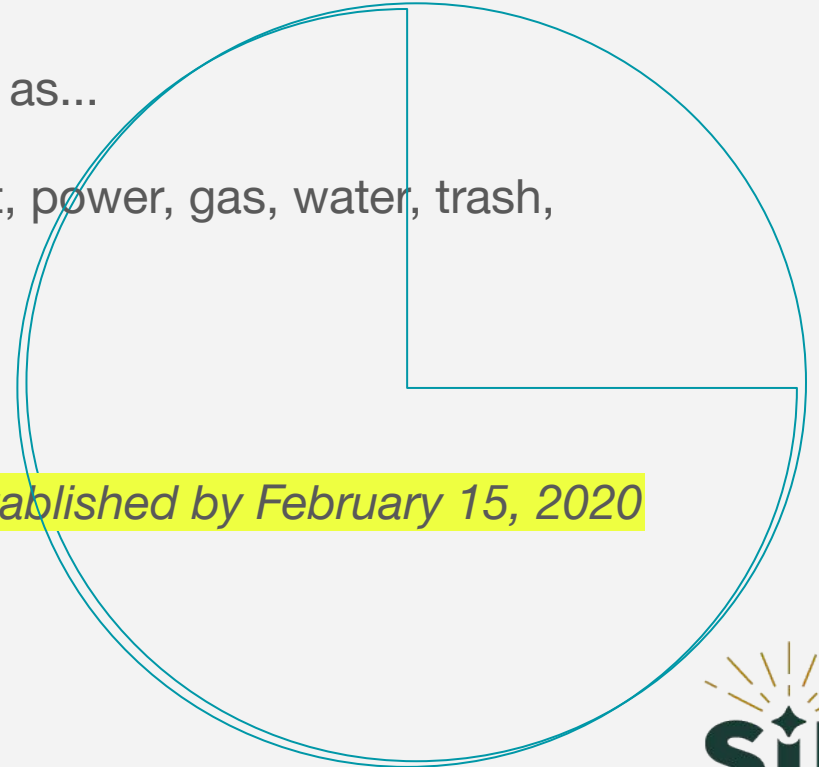 as...
, power, gas, water, trash,
ablished by February 15, 2020